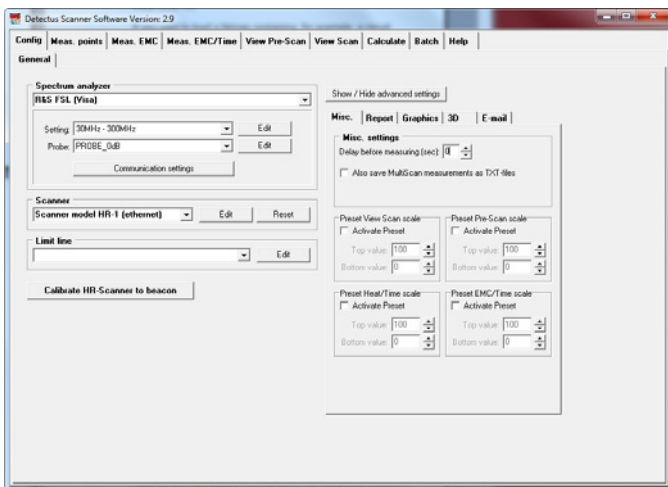 Detectus Scanner Software Version: 2.9
Config Meas. points Meas. EMC Meas. EMC/Time View Pre-Scan View Scan Calculate Batch Help
General
Spectrum analyzer
R&S FSL (Visa)
Setting: 30MHz - 300MHz Edit
Probe: PROBE_0dB Edit
Communication settings
Scanner
Scanner model HR-1 (ethernet) Edit Reset
Limit line
Edit
Calibrate HR-Scanner to beacon
Show / Hide advanced settings
Misc. Report Graphics 3D E-mail
Misc. settings
Delay before measuring (sec): 0
Also save MultiScan measurements as TXT-files
Preset View Scan scale
Activate Preset
Top value: 100
Bottom value: 0
Preset Pre-Scan scale
Activate Preset
Top value: 100
Bottom value: 0
Preset Heat/Time scale
Activate Preset
Top value: 100
Bottom value: 0
Preset EMC/Time scale
Activate Preset
Top value: 100
Bottom value: 0